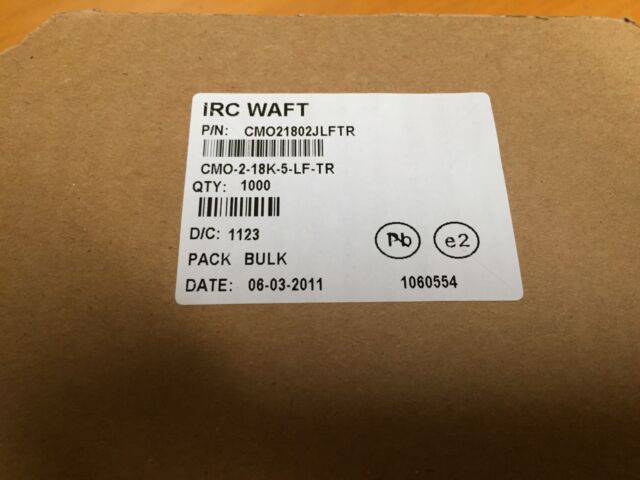 IRC WAFT
P/N: CMO21802JLFTR
CMO-2-18K-5-LF-TR
QTY: 1000
D/C: 1123
PACK BULK
DATE: 06-03-2011
Pb
e2
1060554